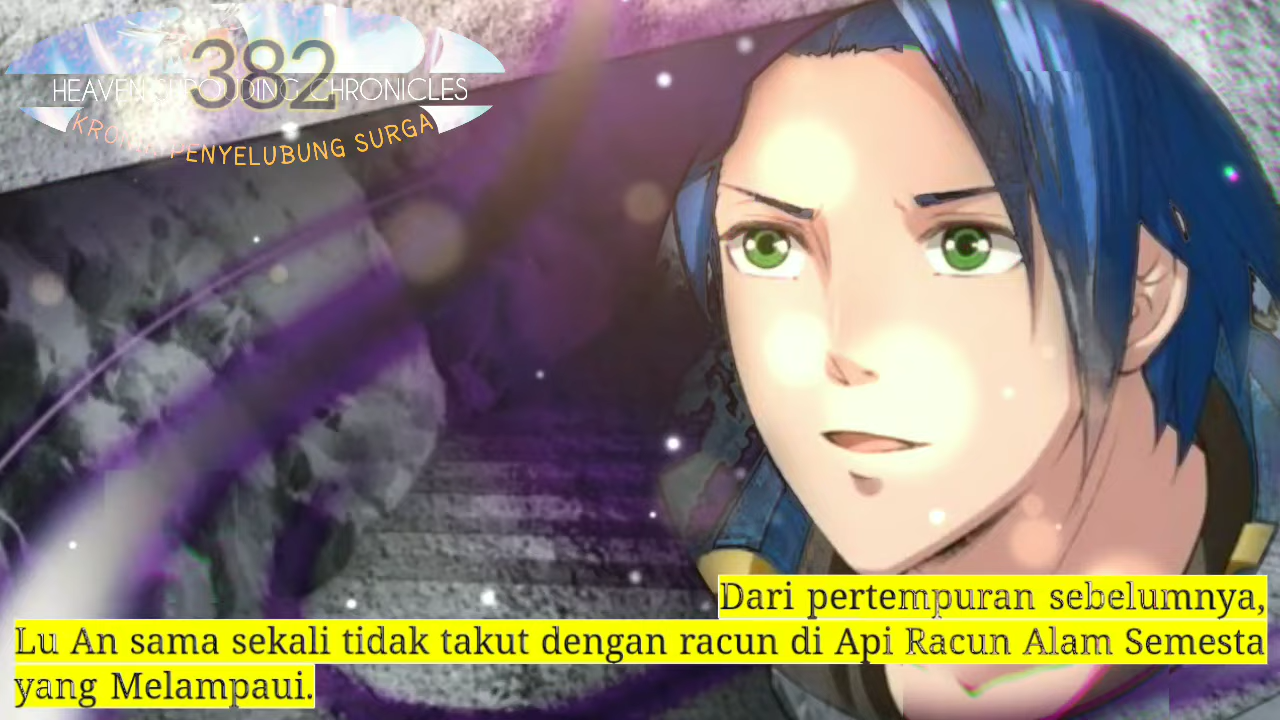 382
HEAVEN SHROUDING CHRONICLES
KRONIK PENYELUBUNG SURGA
Dari pertempuran sebelumnya,
Lu An sama sekali tidak takut dengan racun di Api Racun Alam Semesta
yang Melampaui.